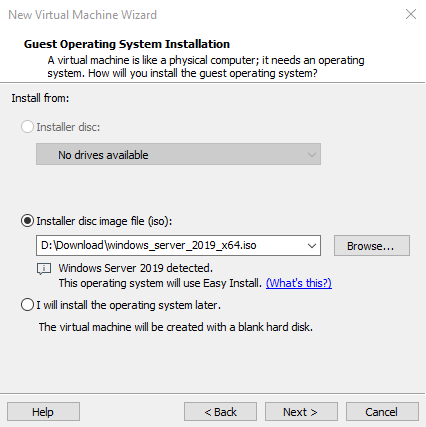 New Virtual Machine Wizard
Guest Operating System Installation
A virtual machine is like a physical computer; it needs an operating
system. How will you install the guest operating system?
Install from:
Installer disc:
No drives available
Installer disc image file (iso):
D:\Download\windows_server_2019_x64.iso
Browse...
Windows Server 2019 detected.
This operating system will use Easy Install. (What's this?)
I will install the operating system later.
The virtual machine will be created with a blank hard disk.
Help
< Back
Next >
Cancel